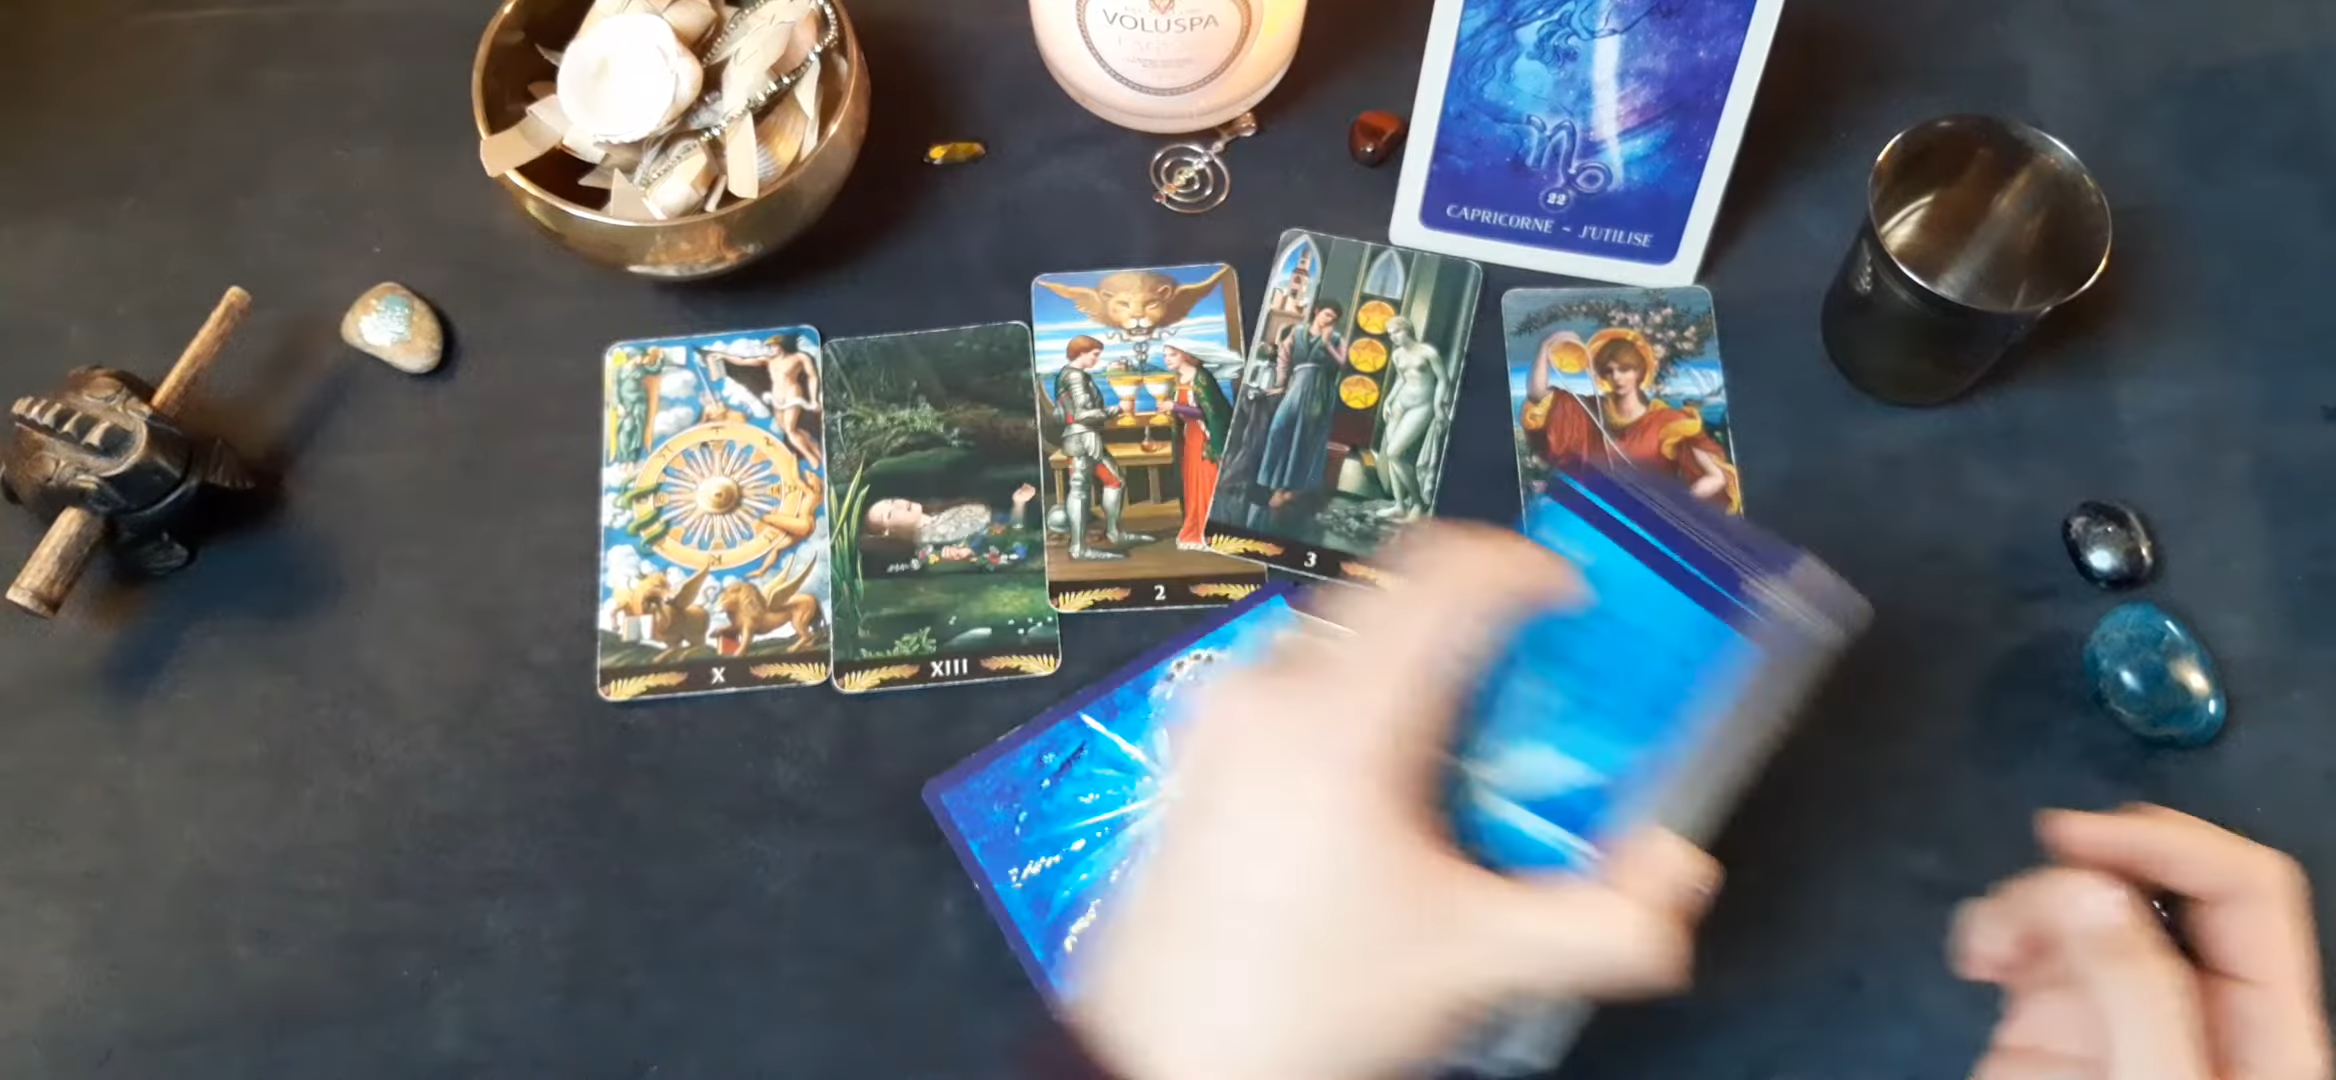 VOLUSPA
22
CAPRICORNE - J'UTILISE
X
XIII
2
3